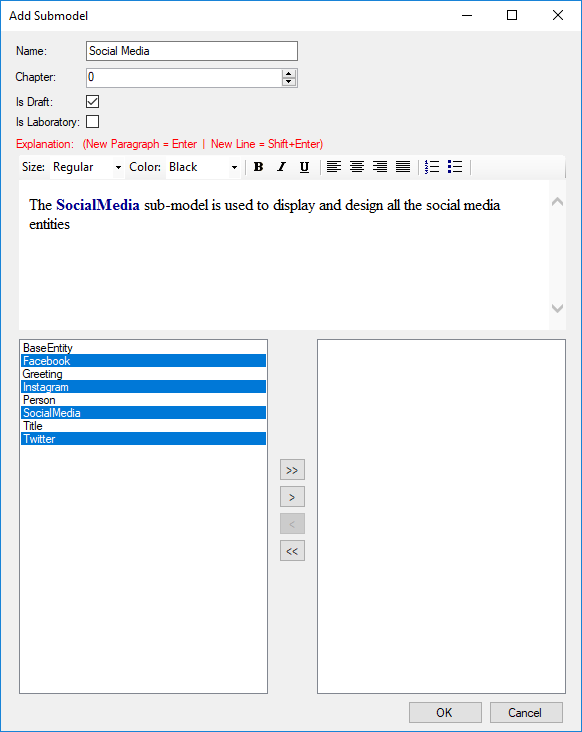 Add Submodel
Name: Social Media
Chapter: 0
Is Draft:
Is Laboratory:
Explanation: (New Paragraph = Enter | New Line = Shift+Enter)
Size: Regular Color: Black B I U
The SocialMedia sub-model is used to display and design all the social media
entities
BaseEntity
Facebook
Greeting
Instagram
Person
SocialMedia
Title
Twitter
>>
>
<
<<
OK Cancel